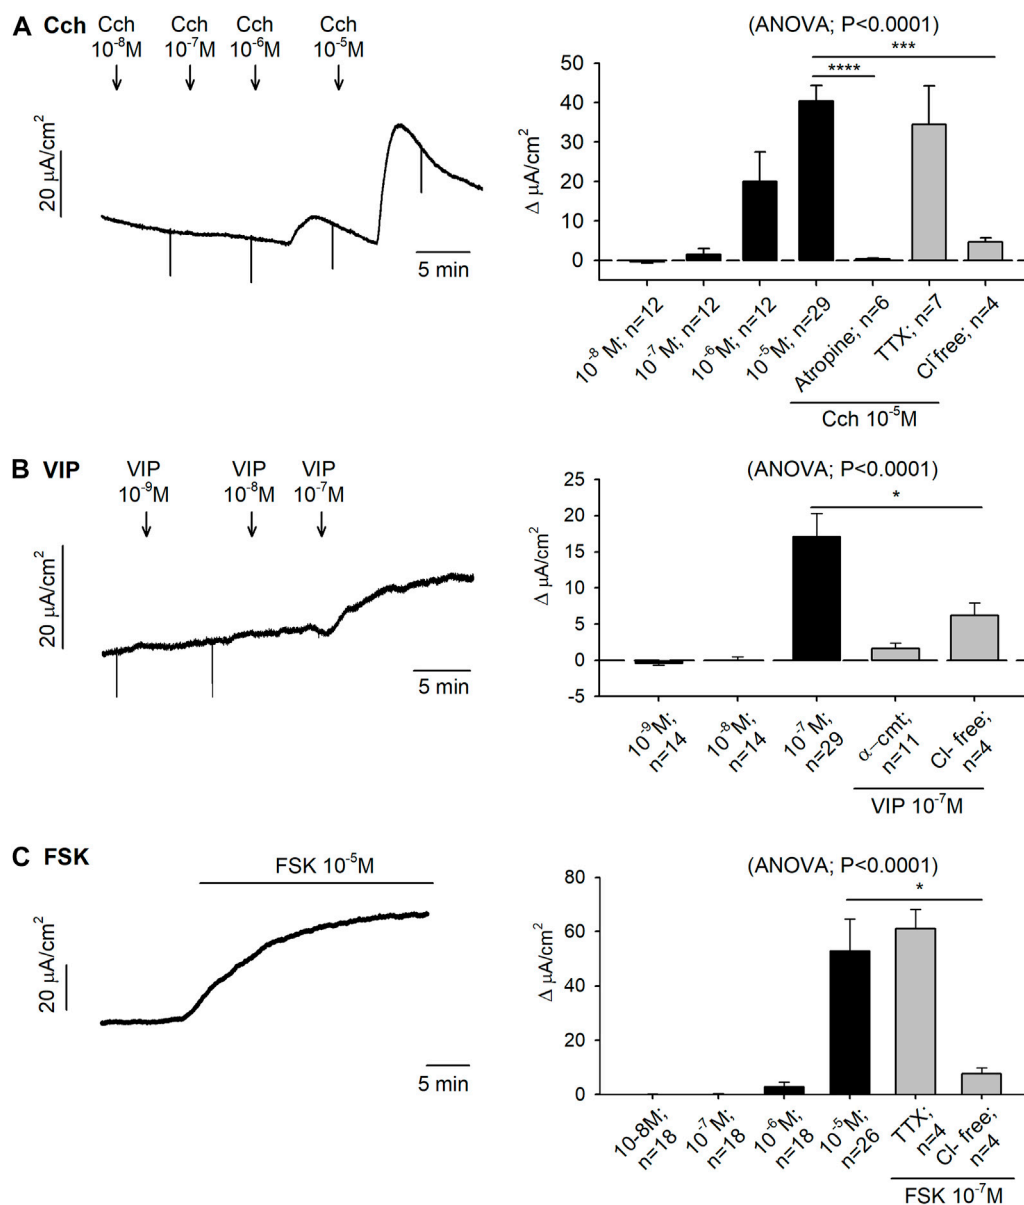 A Cch
Cch
10⁻⁸M
Cch
10⁻⁷M
Cch
10⁻⁶M
Cch
10⁻⁵M
20 µA/cm²
5 min
(ANOVA; P<0.0001)
***
****
Δ µA/cm²
50
40
30
20
10
0
10⁻⁸ M; n=12
10⁻⁷ M; n=12
10⁻⁶ M; n=12
10⁻⁵ M; n=29
Atropine; n=6
TTX; n=7
Cl⁻free; n=4
Cch 10⁻⁵M
B VIP
VIP
10⁻⁹M
VIP
10⁻⁸M
VIP
10⁻⁷M
20 µA/cm²
5 min
(ANOVA; P<0.0001)
*
Δ µA/cm²
25
20
15
10
5
0
-5
10⁻⁹M;
n=14
10⁻⁸M;
n=14
10⁻⁷M;
n=29
α−cmt;
n=11
Cl- free;
n=4
VIP 10⁻⁷M
C FSK
FSK 10⁻⁵M
20 µA/cm²
5 min
(ANOVA; P<0.0001)
*
Δ µA/cm²
80
60
40
20
0
10-8M;
n=18
10⁻⁷M;
n=18
10⁻⁶M;
n=18
10⁻⁵M;
n=26
TTX;
n=4
Cl- free;
n=4
FSK 10⁻⁷M